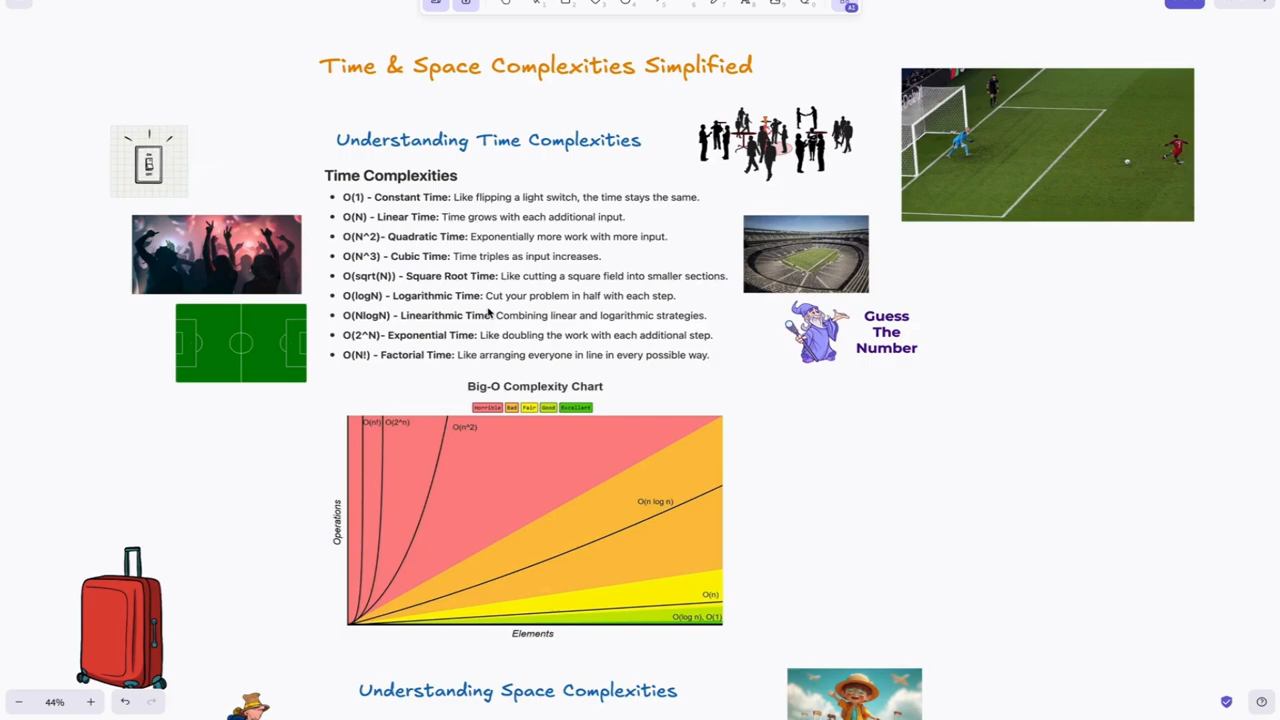 Time & Space Complexities Simplified
Understanding Time Complexities
Time Complexities
• O(1) - Constant Time: Like flipping a light switch, the time stays the same.
• O(N) - Linear Time: Time grows with each additional input.
• O(N^2)- Quadratic Time: Exponentially more work with more input.
• O(N^3) - Cubic Time: Time triples as input increases.
• O(sqrt(N)) - Square Root Time: Like cutting a square field into smaller sections.
• O(logN) - Logarithmic Time: Cut your problem in half with each step.
• O(NlogN) - Linearithmic Time: Combining linear and logarithmic strategies.
• O(2^N)- Exponential Time: Like doubling the work with each additional step.
• O(N!) - Factorial Time: Like arranging everyone in line in every possible way.
Guess
The
Number
Big-O Complexity Chart
Horrible Bad Fair Good Excellent
O(n!) O(2^n) O(n^2)
O(n log n)
O(n)
O(log n), O(1)
Operations
Elements
Understanding Space Complexities
44%
AI